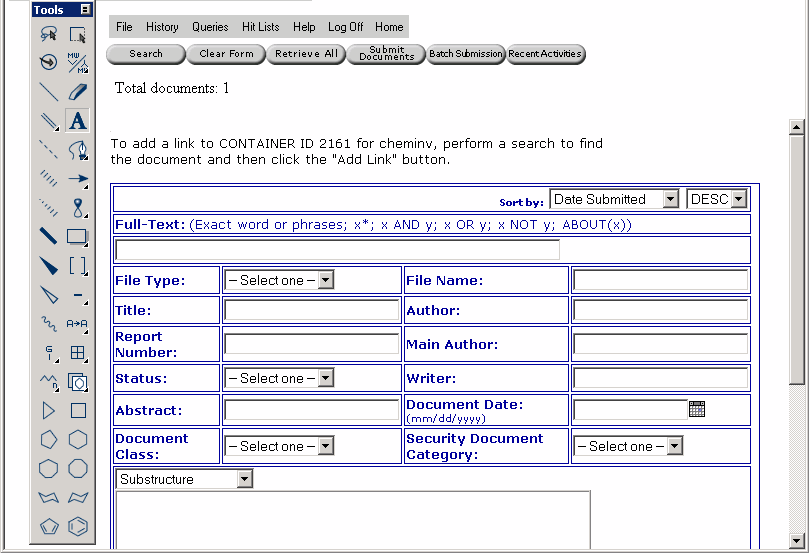 Tools
File History Queries Hit Lists Help Log Off Home
Search Clear Form Retrieve All Submit Documents Batch Submission Recent Activities
Total documents: 1
To add a link to CONTAINER ID 2161 for cheminv, perform a search to find
the document and then click the "Add Link" button.
Sort by: Date Submitted DESC
Full-Text: (Exact word or phrases; x*; x AND y; x OR y; x NOT y; ABOUT(x))
File Type: -- Select one -- File Name:
Title: Author:
Report Number: Main Author:
Status: -- Select one -- Writer:
Abstract: Document Date: (mm/dd/yyyy)
Document Class: -- Select one -- Security Document Category: -- Select one --
Substructure